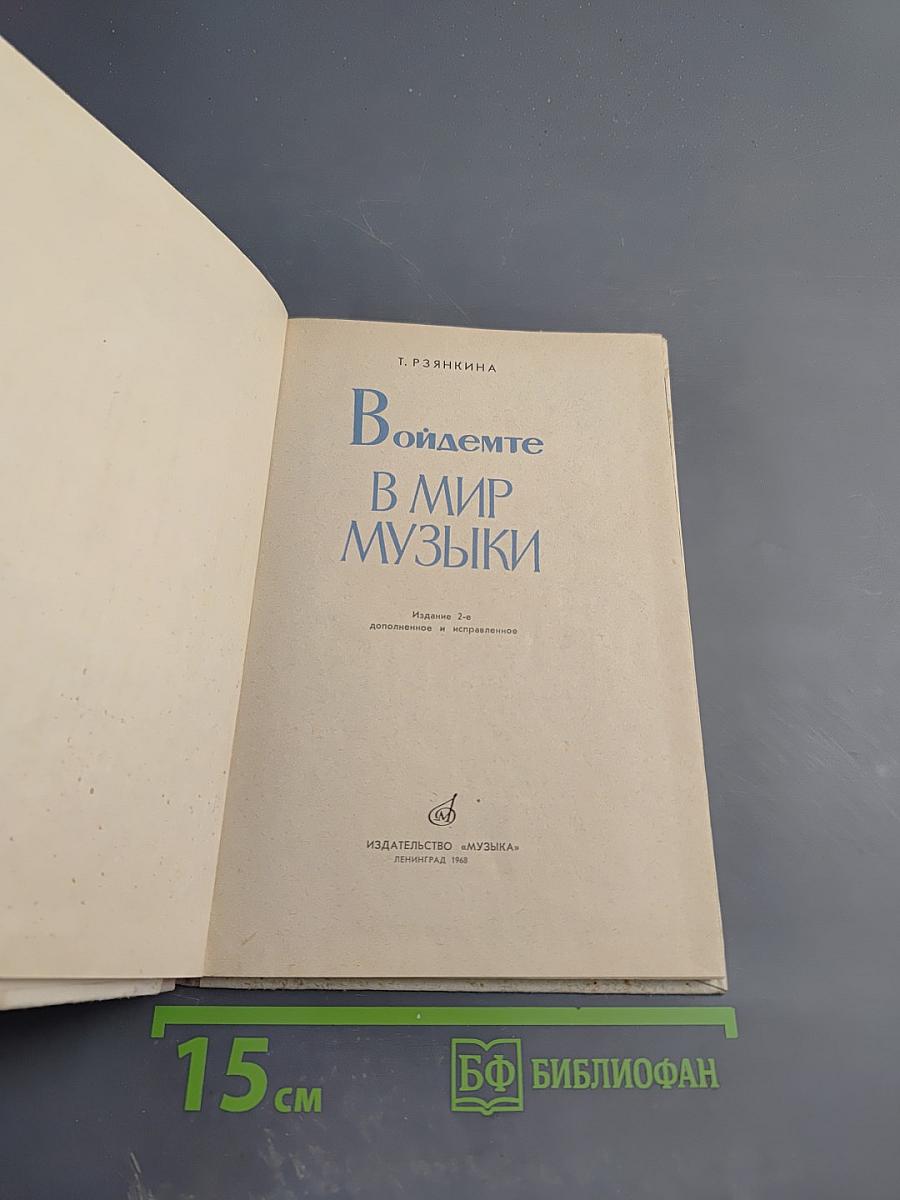 Т. РЗЯНКИНА
Войдемте
В МИР
МУЗЫКИ
Издание 2-е
дополненное и исправленное
М
ИЗДАТЕЛЬСТВО «МУЗЫКА»
ЛЕНИНГРАД 1968
15 см
БФ БИБЛИОФАН